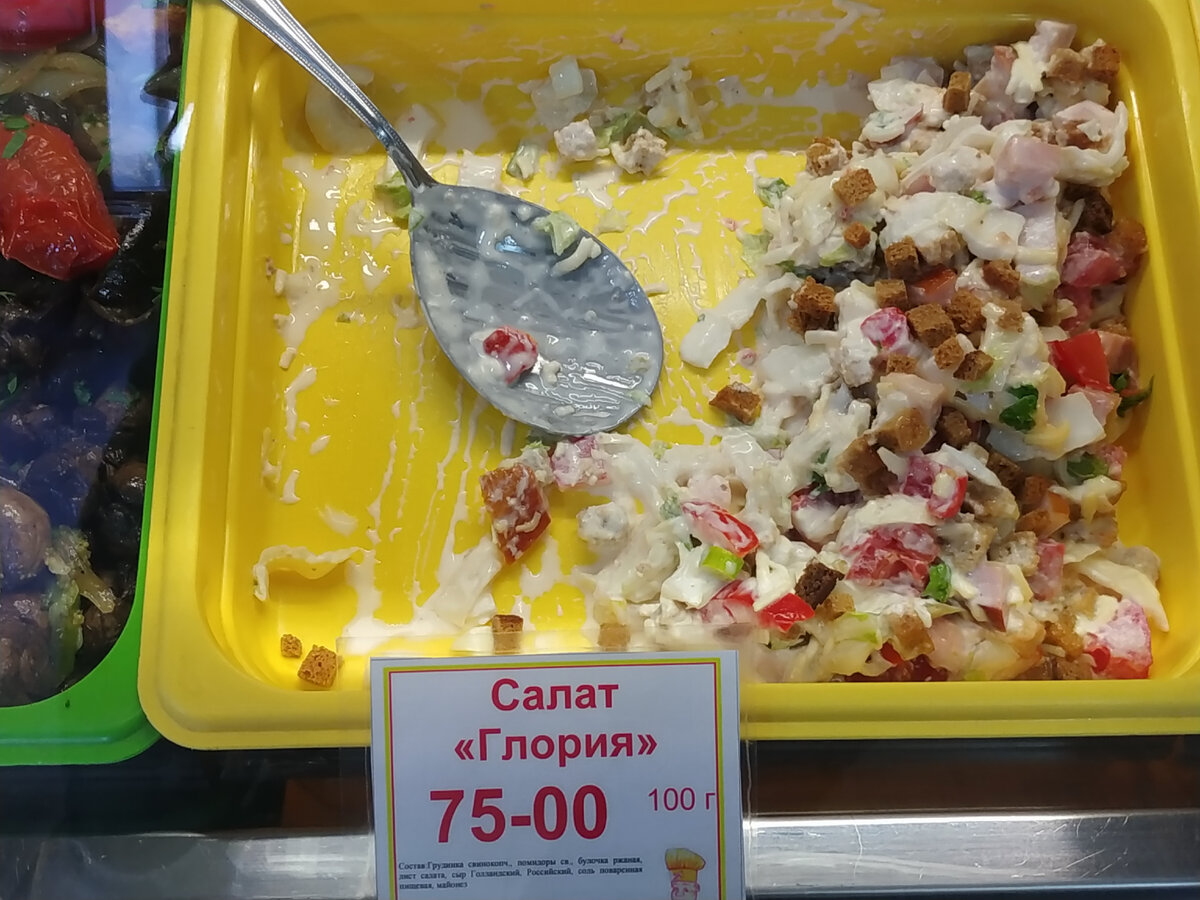 Салат
«Глория»
75-00 100 г
Состав:Грудинка свинокопч., помидоры св., булочка ржаная,
лист салата, сыр Голландский, Российский, соль поваренная
пищевая, майонез